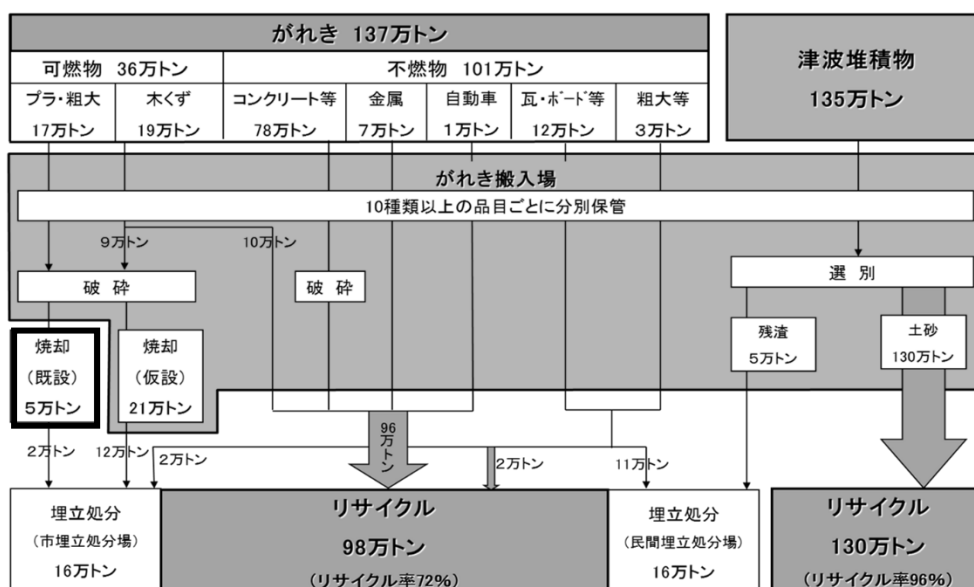 がれき 137万トン
津波堆積物
135万トン
可燃物 36万トン
不燃物 101万トン
プラ・粗大
17万トン
木くず
19万トン
コンクリート等
78万トン
金属
7万トン
自動車
1万トン
瓦・ボード等
12万トン
粗大等
3万トン
がれき搬入場
10種類以上の品目ごとに分別保管
9万トン
10万トン
破砕
破砕
選別
焼却
(既設)
5万トン
焼却
(仮設)
21万トン
残渣
5万トン
土砂
130万トン
96万トン
2万トン
12万トン
2万トン
2万トン
11万トン
埋立処分
(市埋立処分場)
16万トン
リサイクル
98万トン
(リサイクル率72%)
埋立処分
(民間埋立処分場)
16万トン
リサイクル
130万トン
(リサイクル率96%)